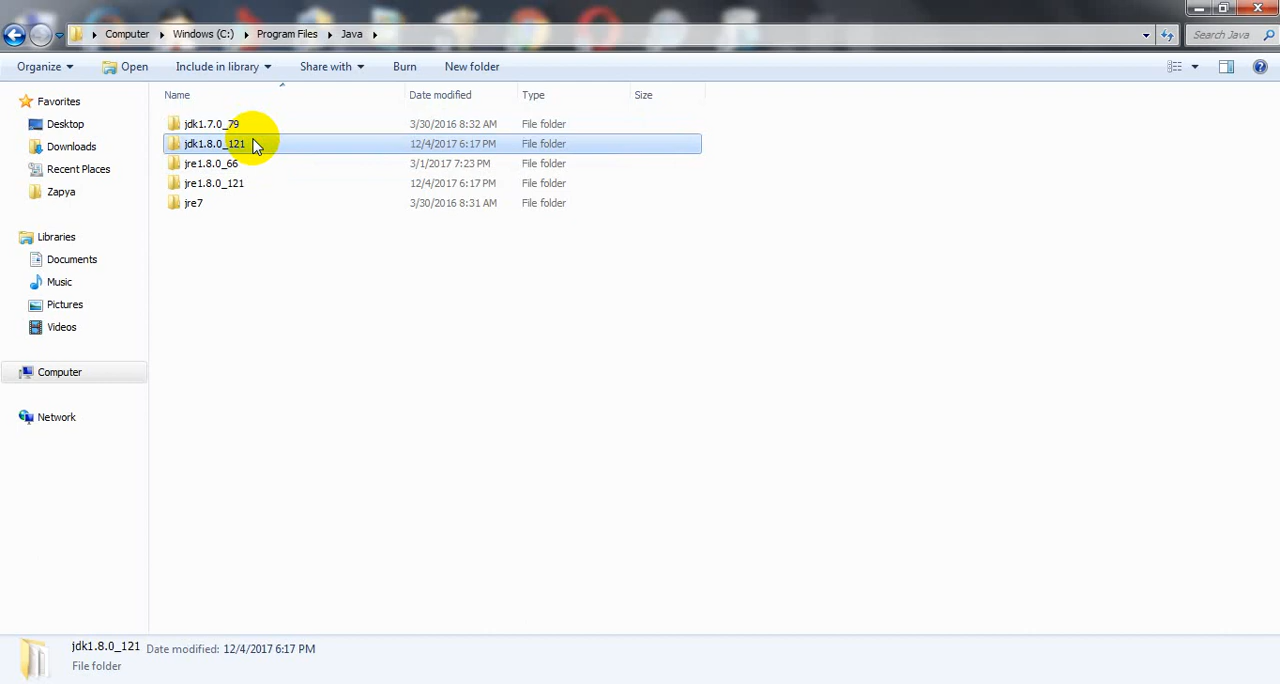 Computer Windows (C:) Program Files Java Search Java
Organize Open Include in library Share with Burn New folder
Name Date modified Type Size
Favorites
Desktop
Downloads
Recent Places
Zapya
Libraries
Documents
Music
Pictures
Videos
Computer
Network
jdk1.7.0_79 3/30/2016 8:32 AM File folder
jdk1.8.0_121 12/4/2017 6:17 PM File folder
jre1.8.0_66 3/1/2017 7:23 PM File folder
jre1.8.0_121 12/4/2017 6:17 PM File folder
jre7 3/30/2016 8:31 AM File folder
jdk1.8.0_121 Date modified: 12/4/2017 6:17 PM
File folder